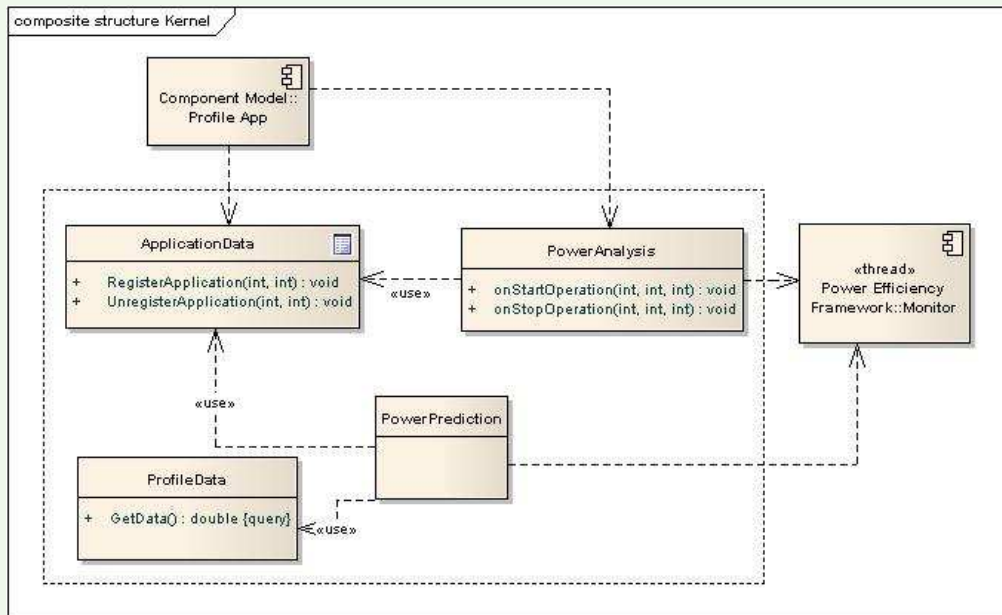 composite structure Kernel
Component Model::
Profile App
ApplicationData
+ RegisterApplication(int, int) : void
+ UnregisterApplication(int, int) : void
PowerAnalysis
+ onStartOperation(int, int, int) : void
+ onStopOperation(int, int, int) : void
«thread»
Power Efficiency
Framework::Monitor
«use»
«use»
PowerPrediction
ProfileData
+ GetData() : double {query}
«use»